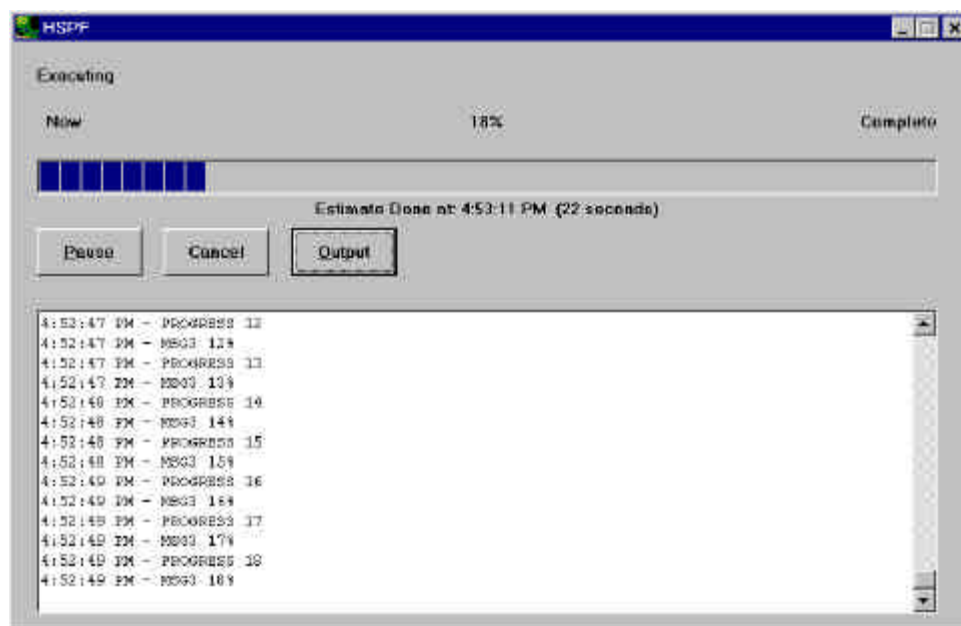 HSPF
Executing
Now 18% Complete
Estimate Done at: 4:53:11 PM (22 seconds)
Pause Cancel Output
4:52:47 PM - PROGRESS 12
4:52:47 PM - MSG3 12%
4:52:47 PM - PROGRESS 13
4:52:47 PM - MSG3 13%
4:52:48 PM - PROGRESS 14
4:52:48 PM - MSG3 14%
4:52:48 PM - PROGRESS 15
4:52:48 PM - MSG3 15%
4:52:49 PM - PROGRESS 16
4:52:49 PM - MSG3 16%
4:52:49 PM - PROGRESS 17
4:52:49 PM - MSG3 17%
4:52:49 PM - PROGRESS 18
4:52:49 PM - MSG3 18%